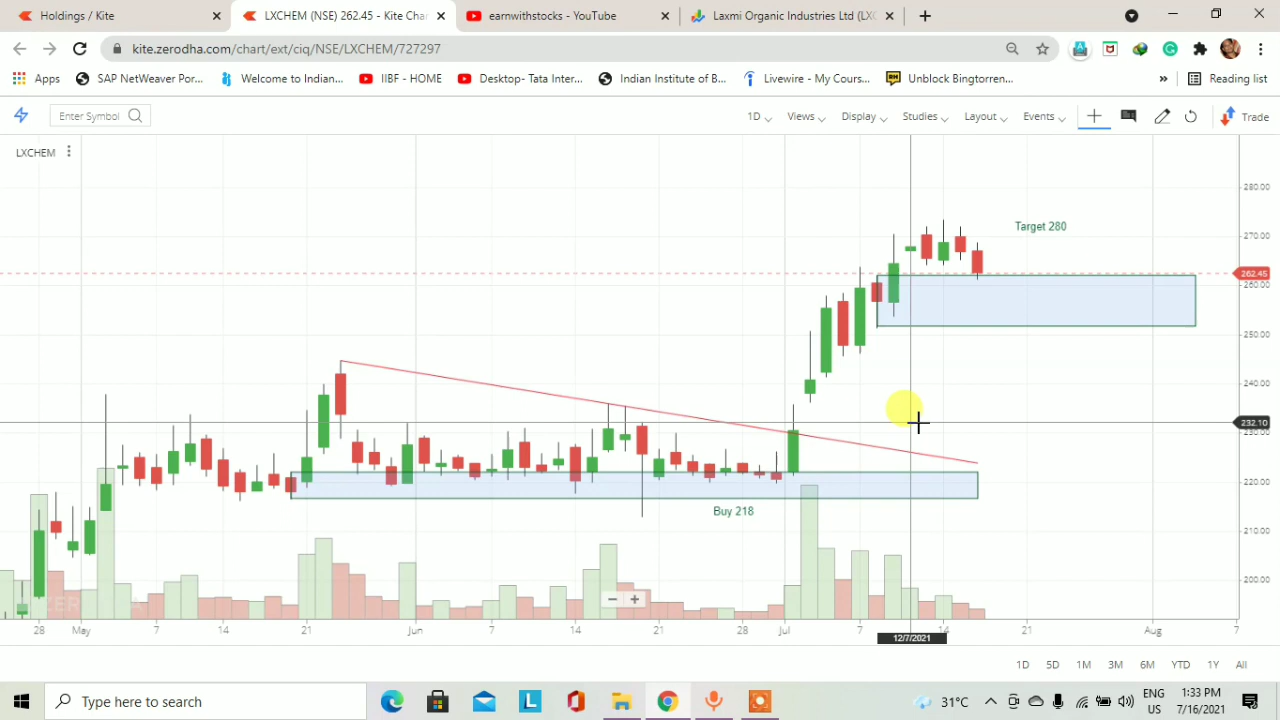 Holdings / Kite
LXCHEM (NSE) 262.45 - Kite Char
earnwithstocks - YouTube
Laxmi Organic Industries Ltd (LX
kite.zerodha.com/chart/ext/ciq/NSE/LXCHEM/727297
Apps
SAP NetWeaver Por...
Welcome to Indian...
IIBF - HOME
Desktop- Tata Inter...
Indian Institute of B...
Livewire - My Cours...
Unblock Bingtorren...
»
Reading list
Enter Symbol
1D
Views
Display
Studies
Layout
Events
Trade
LXCHEM
280.00
Target 280
270.00
262.45
260.00
250.00
240.00
232.10
230.00
220.00
Buy 218
210.00
200.00
28 May 7 14 21 Jun 7 14 21 28 Jul 7 14 21 Aug 7
12/7/2021
1D 5D 1M 3M 6M YTD 1Y All
Type here to search
31°C
ENG
US
1:33 PM
7/16/2021